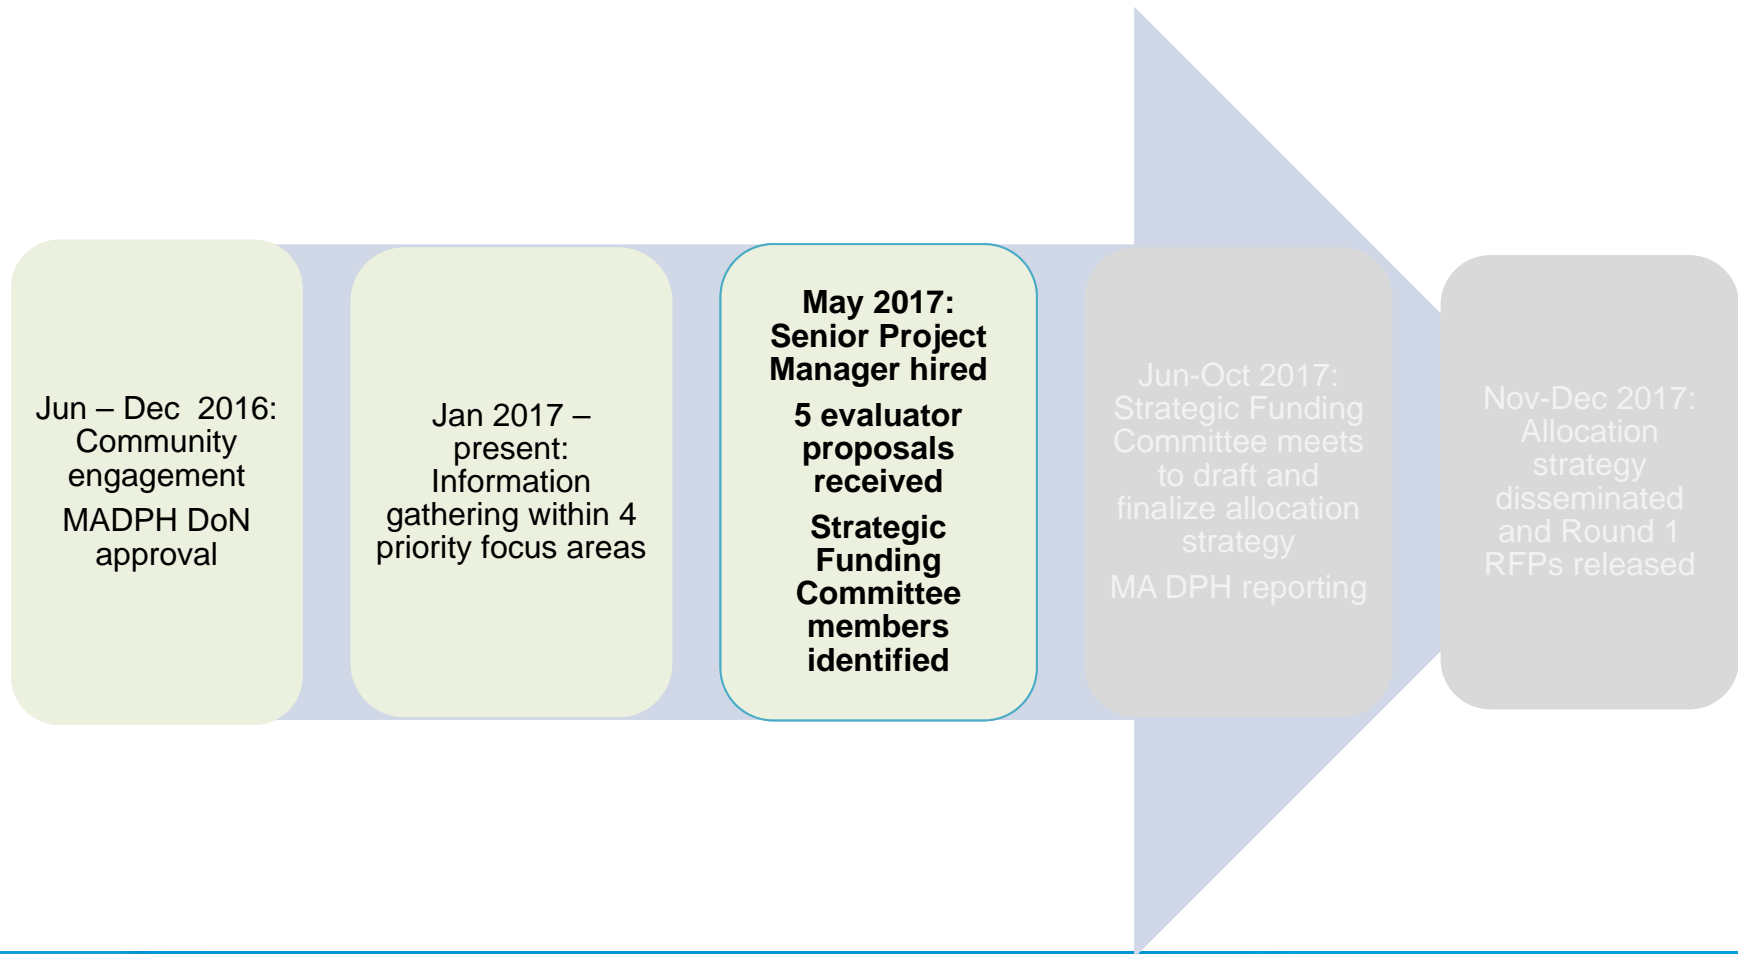 Jun – Dec  2016:
Community
engagement
MADPH DoN
approval
Jan 2017 –
present:
Information
gathering within 4
priority focus areas
May 2017:
Senior Project
Manager hired
5 evaluator
proposals
received
Strategic
Funding
Committee
members
identified
Jun-Oct 2017:
Strategic Funding
Committee meets
to draft and
finalize allocation
strategy
MA DPH reporting
Nov-Dec 2017:
Allocation
strategy
disseminated
and Round 1
RFPs released